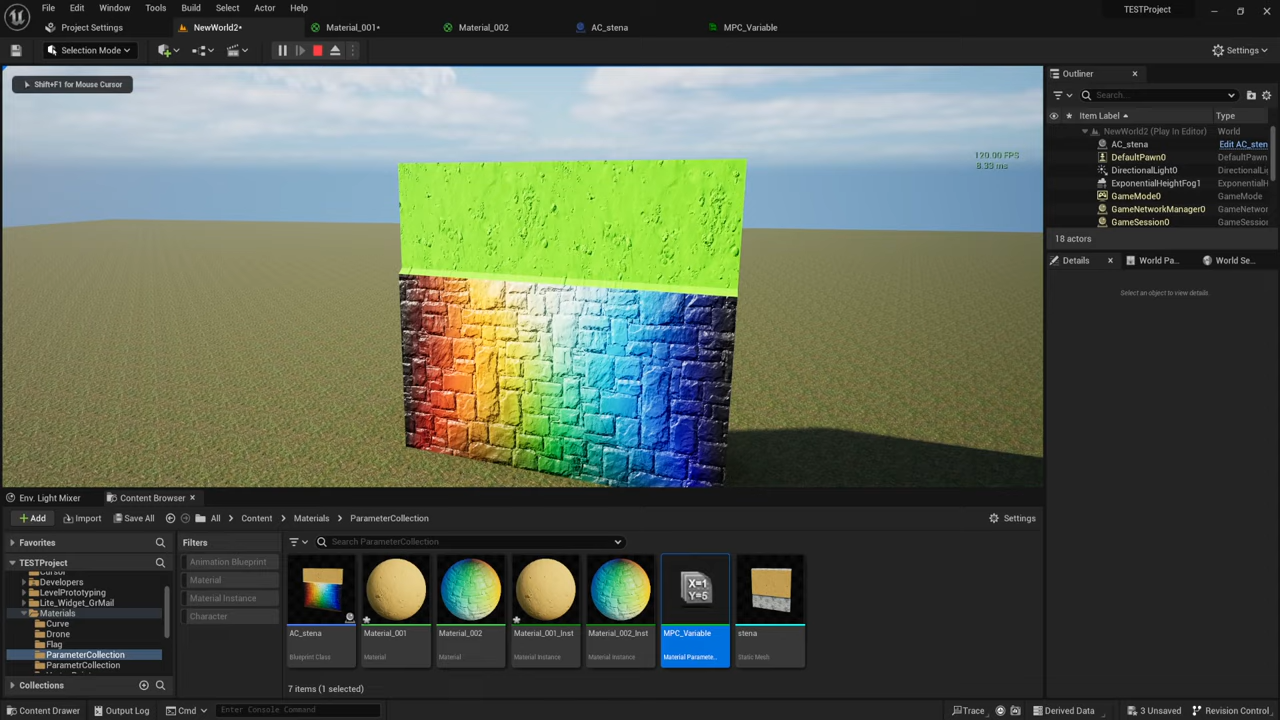 File Edit Window Tools Build Select Actor Help
TESTProject
Project Settings
NewWorld2*
Material_001*
Material_002
AC_stena
MPC_Variable
Selection Mode
Settings
Shift+F1 for Mouse Cursor
120.00 FPS
8.33 ms
Outliner
Search...
Item Label
Type
NewWorld2 (Play In Editor) World
AC_stena Edit AC_sten
DefaultPawn0 DefaultPawn
DirectionalLight0 DirectionalLig
ExponentialHeightFog1 ExponentialH
GameMode0 GameMode
GameNetworkManager0 GameNetwor
GameSession0 GameSession
18 actors
Details
World Pa...
World Se...
Select an object to view details.
Env. Light Mixer
Content Browser
Add
Import
Save All
All
Content
Materials
ParameterCollection
Settings
Favorites
TESTProject
Developers
LevelPrototyping
Lite_Widget_GrMail
Materials
Curve
Drone
Flag
ParameterCollection
ParametrCollection
Collections
Filters
Animation Blueprint
Material
Material Instance
Character
Search ParameterCollection
X=1
Y=5
AC_stena
Material_001
Material_002
Material_001_Inst
Material_002_Inst
MPC_Variable
stena
Blueprint Class
Material
Material
Material Instance
Material Instance
Material Paramete...
Static Mesh
7 items (1 selected)
Content Drawer
Output Log
Cmd
Enter Console Command
Trace
Derived Data
3 Unsaved
Revision Control